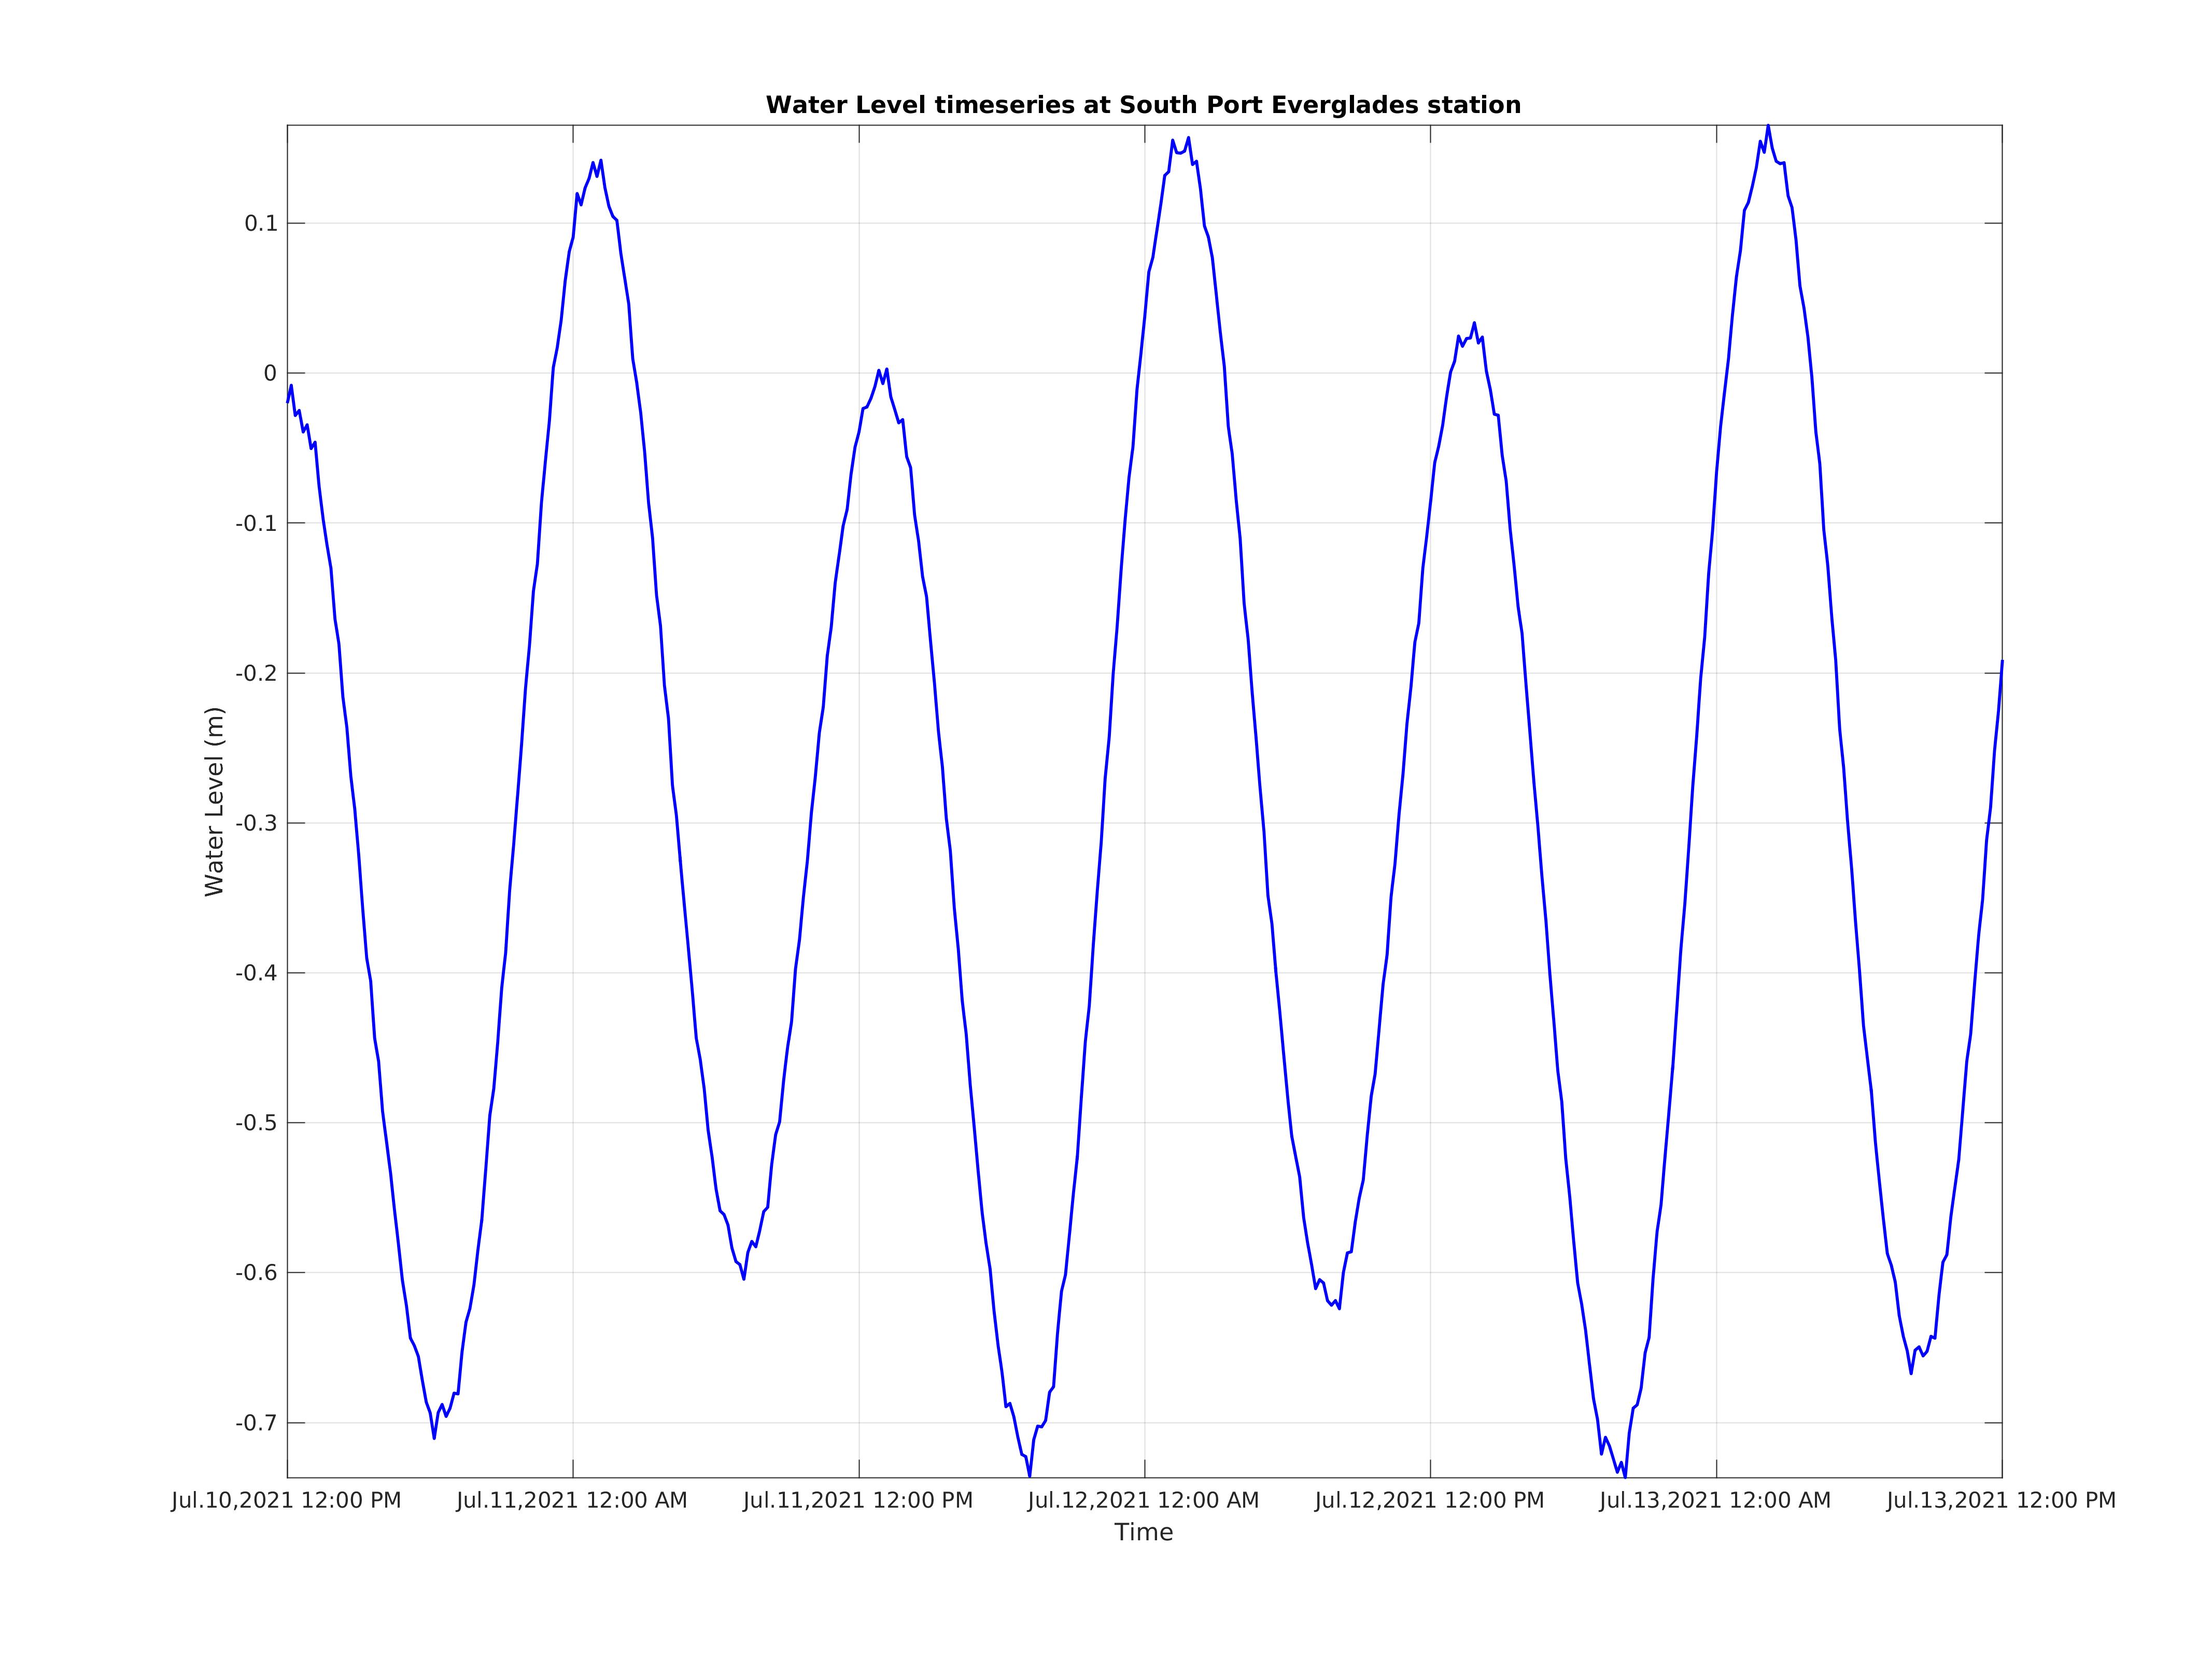 Water Level timeseries at South Port Everglades station
0.1
0
-0.1
-0.2
-0.3
-0.4
-0.5
-0.6
-0.7
Water Level (m)
Jul.10,2021 12:00 PM Jul.11,2021 12:00 AM Jul.11,2021 12:00 PM Jul.12,2021 12:00 AM Jul.12,2021 12:00 PM Jul.13,2021 12:00 AM Jul.13,2021 12:00 PM
Time